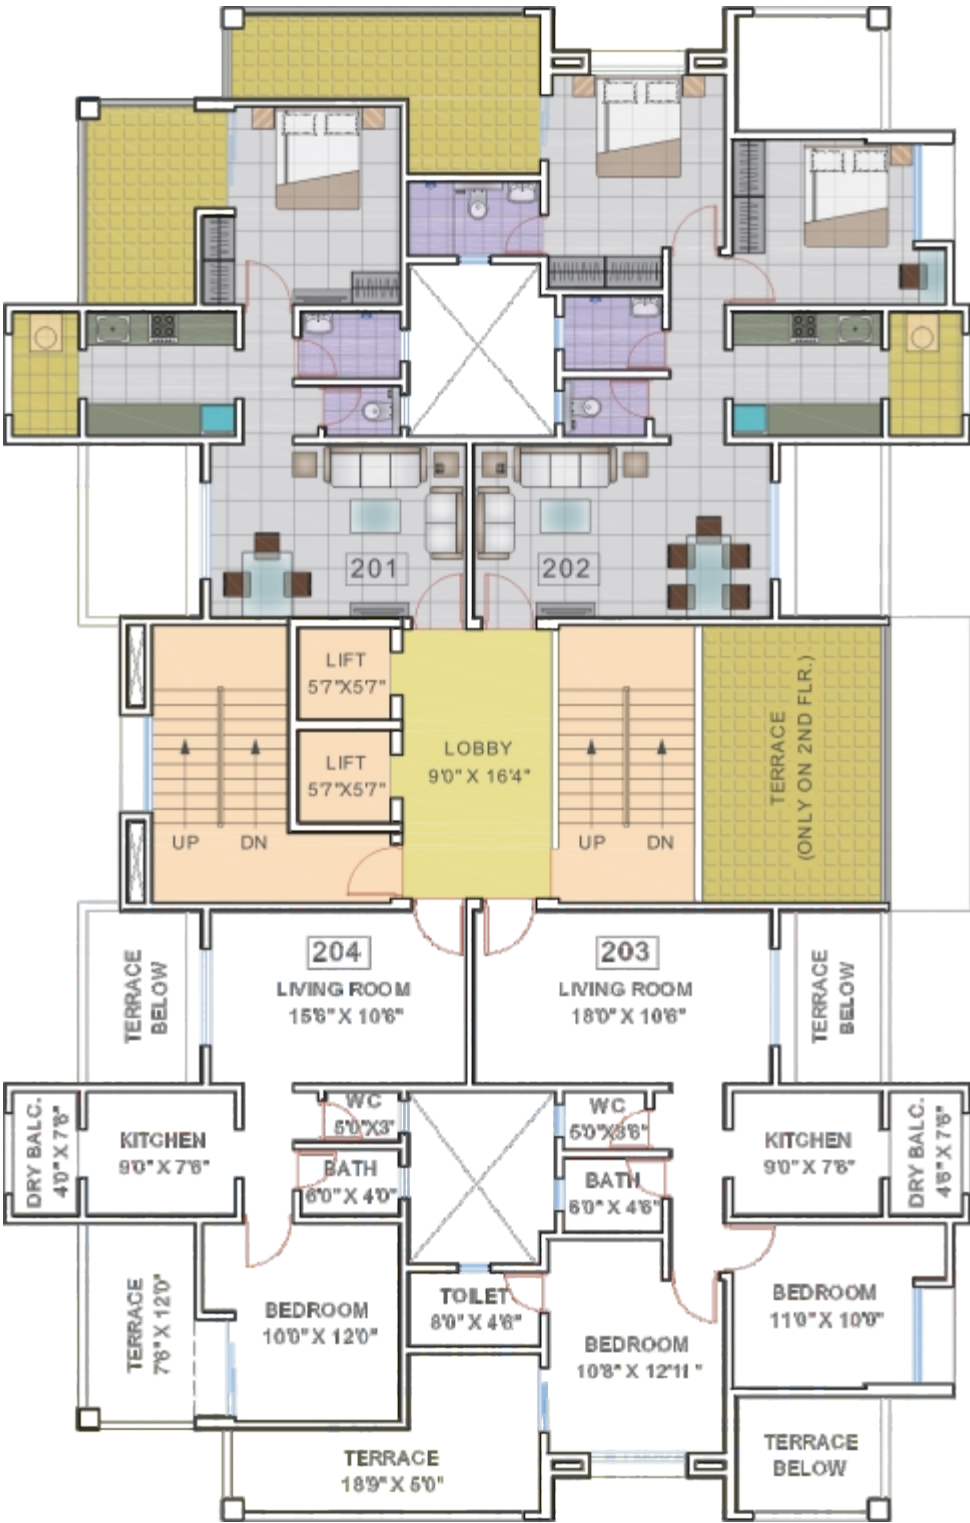 201
202
LIFT
5'7"X5'7"
LOBBY
9'0" X 16'4"
TERRACE
(ONLY ON 2ND FLR.)
LIFT
5'7"X5'7"
UP
DN
UP
DN
204
LIVING ROOM
15'6" X 10'6"
203
LIVING ROOM
18'0" X 10'6"
TERRACE
BELOW
TERRACE
BELOW
DRY BALC.
4'0" X 7'6"
KITCHEN
9'0" X 7'6"
WC
5'0"X3"
BATH
6'0" X 4'0"
WC
5'0"X3'6"
BATH
6'0" X 4'6"
KITCHEN
9'0" X 7'6"
DRY BALC.
4'6" X 7'6"
TERRACE
7'6" X 12'0"
BEDROOM
10'0" X 12'0"
TOILET
8'0" X 4'6"
BEDROOM
10'8" X 12'11 "
BEDROOM
11'0" X 10'0"
TERRACE
18'9" X 5'0"
TERRACE
BELOW